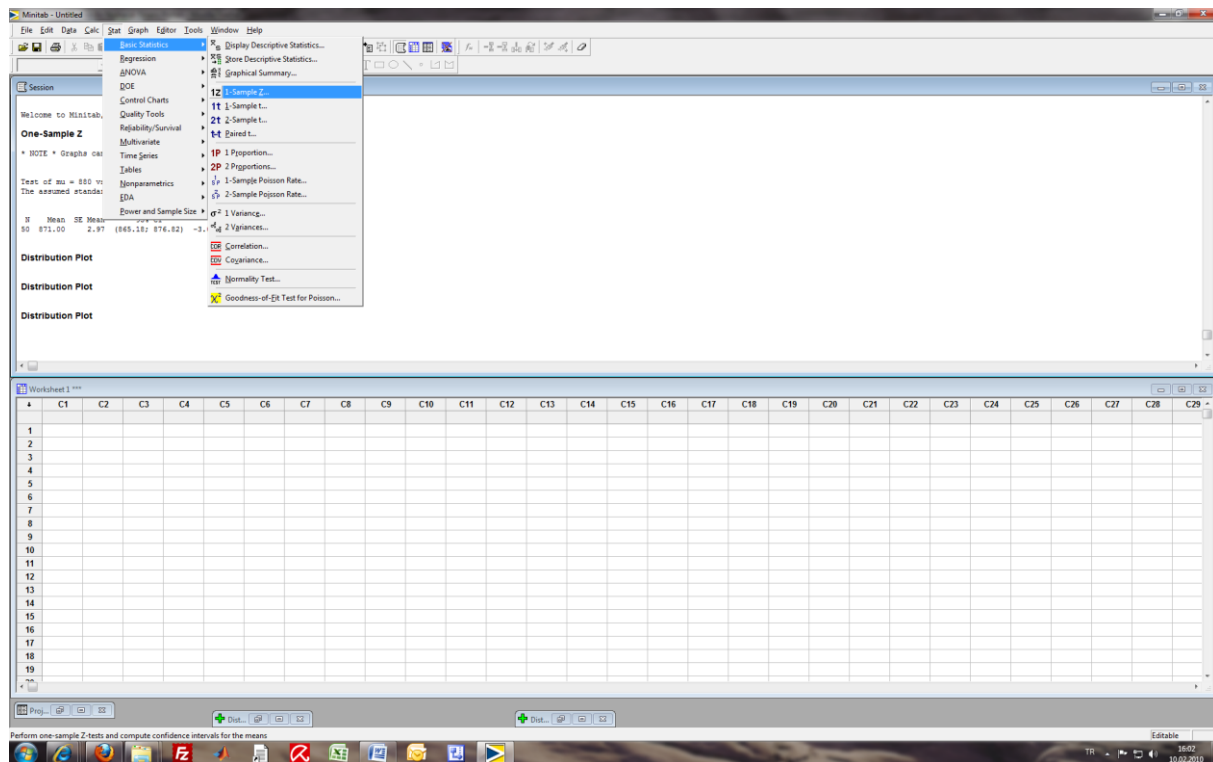 Minitab - Untitled
File Edit Data Calc Stat Graph Editor Tools Window Help
Basic Statistics
Regression
ANOVA
DOE
Control Charts
Quality Tools
Reliability/Survival
Multivariate
Time Series
Tables
Nonparametrics
EDA
Power and Sample Size
Display Descriptive Statistics...
Store Descriptive Statistics...
Graphical Summary...
1Z 1-Sample Z...
1t 1-Sample t...
2t 2-Sample t...
t-t Paired t...
1P 1 Proportion...
2P 2 Proportions...
1-Sample Poisson Rate...
2-Sample Poisson Rate...
σ² 1 Variance...
2 Variances...
COR Correlation...
COV Covariance...
Normality Test...
χ² Goodness-of-Fit Test for Poisson...
Session
Welcome to Minitab,
One-Sample Z
* NOTE * Graphs
Test of mu = 880
The assumed
N Mean SE Mean
50 871.00 2.97 (865.18; 876.82)
Distribution Plot
Distribution Plot
Distribution Plot
Worksheet 1 ***
C1 C2 C3 C4 C5 C6 C7 C8 C9 C10 C11 C12 C13 C14 C15 C16 C17 C18 C19 C20 C21 C22 C23 C24 C25 C26 C27 C28 C29
1
2
3
4
5
6
7
8
9
10
11
12
13
14
15
16
17
18
19
Proj...
Dist...
Dist...
Perform one-sample Z-tests and compute confidence intervals for the means
Editable
TR
16:02
10.02.2010